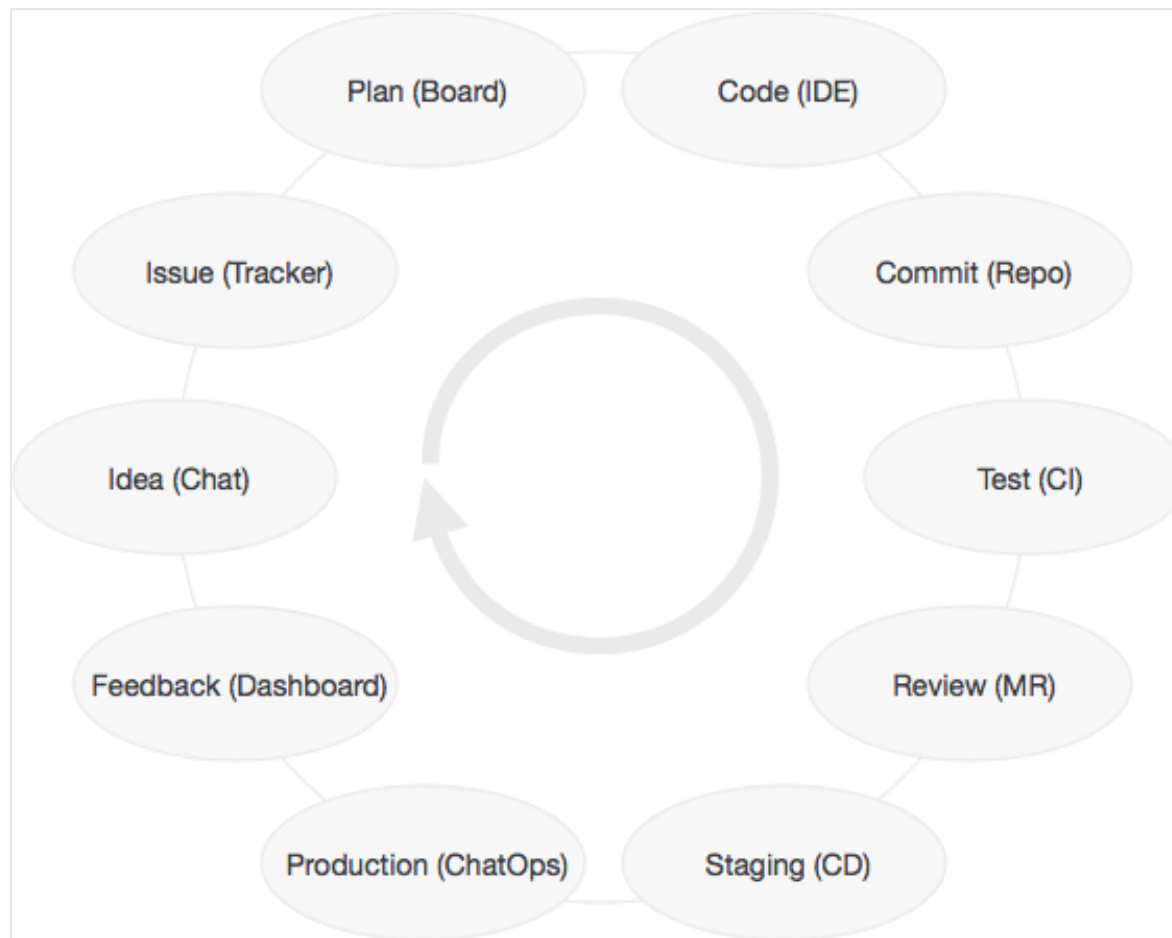 Plan (Board)
Code (IDE)
Issue (Tracker)
Commit (Repo)
Idea (Chat)
Test (CI)
Feedback (Dashboard)
Review (MR)
Production (ChatOps)
Staging (CD)